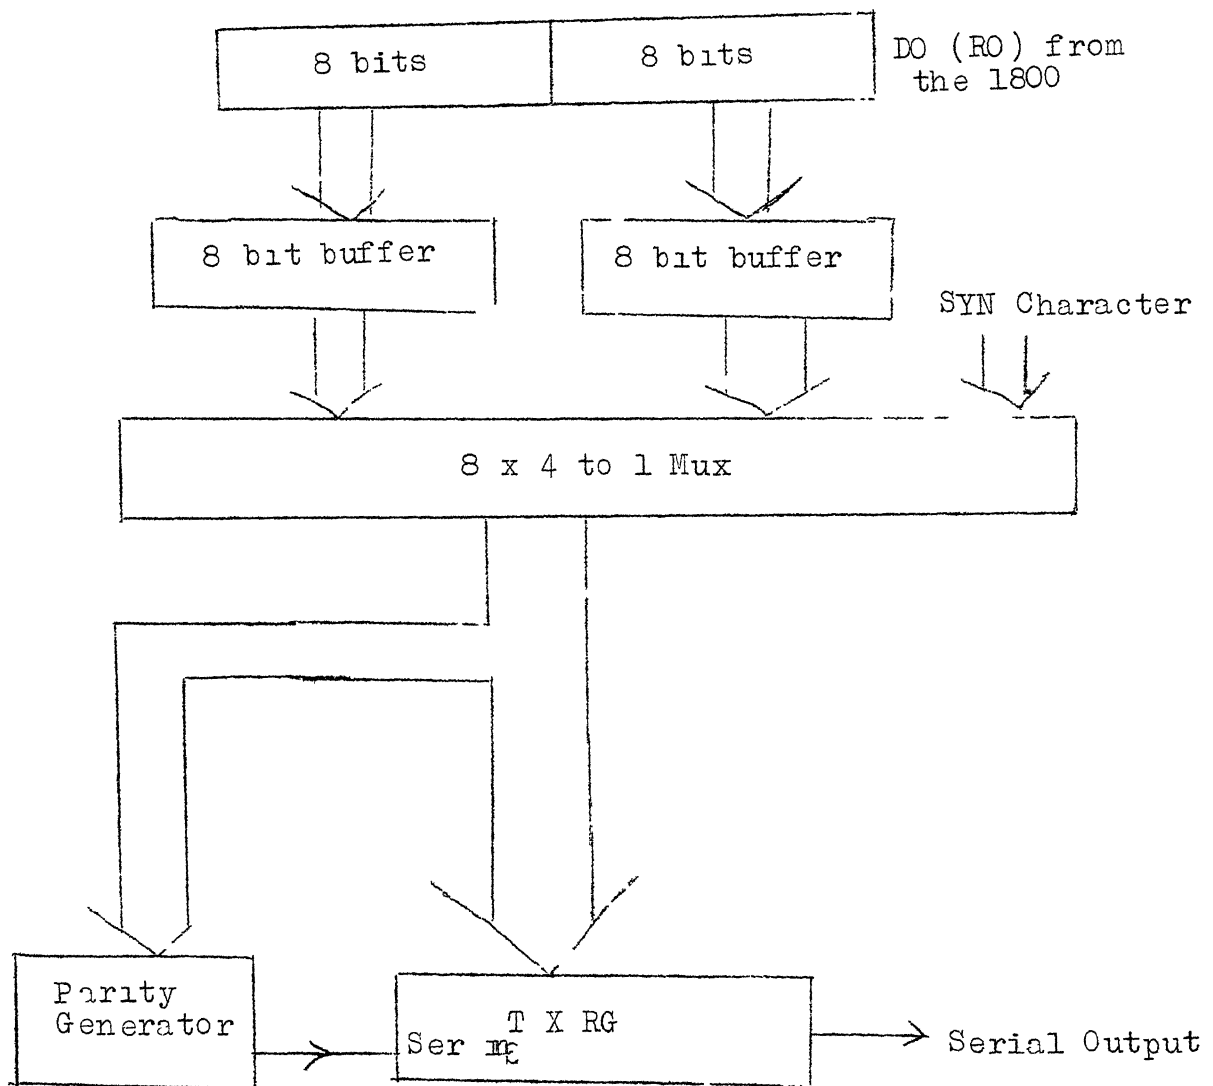 8 bits
8 bits
DO (RO) from
the 1800
8 bit buffer
8 bit buffer
SYN Character
8 x 4 to 1 Mux
Parity
Generator
T X RG
Ser
Serial Output